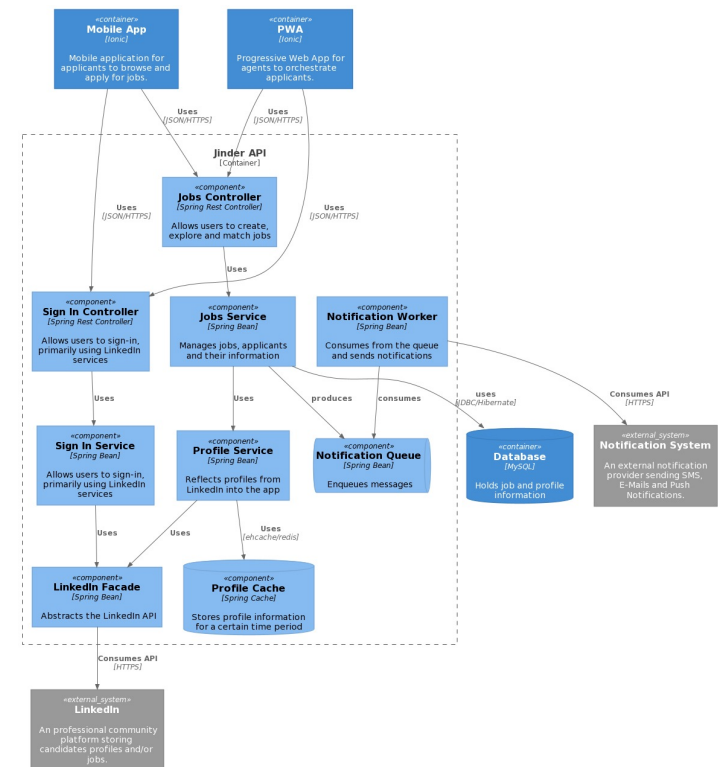 «container»
Mobile App
[Ionic]
Mobile application for
applicants to browse and
apply for jobs.
«container»
PWA
[Ionic]
Progressive Web App for
agents to orchestrate
applicants.
Uses
[JSON/HTTPS]
Uses
[JSON/HTTPS]
Jinder API
[Container]
«component»
Jobs Controller
[Spring Rest Controller]
Allows users to create,
explore and match jobs
Uses
[JSON/HTTPS]
Uses
[JSON/HTTPS]
Uses
«component»
Sign In Controller
[Spring Rest Controller]
Allows users to sign-in,
primarily using LinkedIn
services
«component»
Jobs Service
[Spring Bean]
Manages jobs, applicants
and their information
«component»
Notification Worker
[Spring Bean]
Consumes from the queue
and sends notifications
Uses
Uses
produces
consumes
uses
[JDBC/Hibernate]
Consumes API
[HTTPS]
«component»
Sign In Service
[Spring Bean]
Allows users to sign-in,
primarily using LinkedIn
services
«component»
Profile Service
[Spring Bean]
Reflects profiles from
LinkedIn into the app
«component»
Notification Queue
[Spring Bean]
Enqueues messages
«container»
Database
[MySQL]
Holds job and profile
information
«external_system»
Notification System
An external notification
provider sending SMS,
E-Mails and Push
Notifications.
Uses
Uses
Uses
[ehcache/redis]
«component»
LinkedIn Facade
[Spring Bean]
Abstracts the LinkedIn API
«component»
Profile Cache
[Spring Cache]
Stores profile information
for a certain time period
Consumes API
[HTTPS]
«external_system»
LinkedIn
An professional community
platform storing
candidates profiles and/or
jobs.